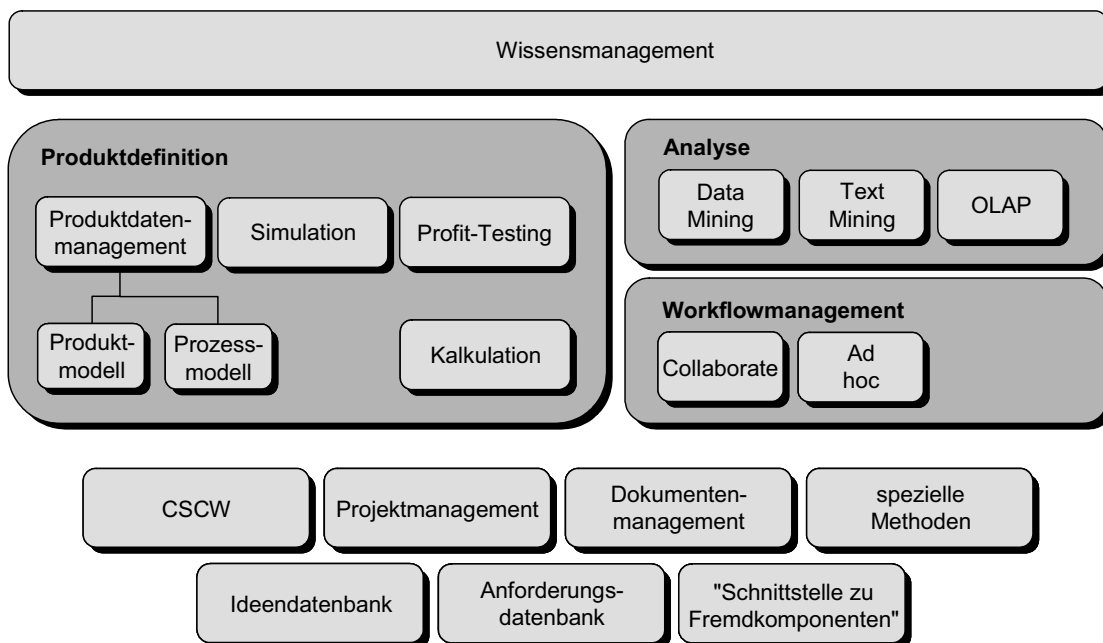 Wissensmanagement
Produktdefinition
Produktdaten-
management
Simulation
Profit-Testing
Produkt-
modell
Prozess-
modell
Kalkulation
Analyse
Data
Mining
Text
Mining
OLAP
Workflowmanagement
Collaborate
Ad
hoc
CSCW
Projektmanagement
Dokumenten-
management
spezielle
Methoden
Ideendatenbank
Anforderungs-
datenbank
"Schnittstelle zu
Fremdkomponenten"